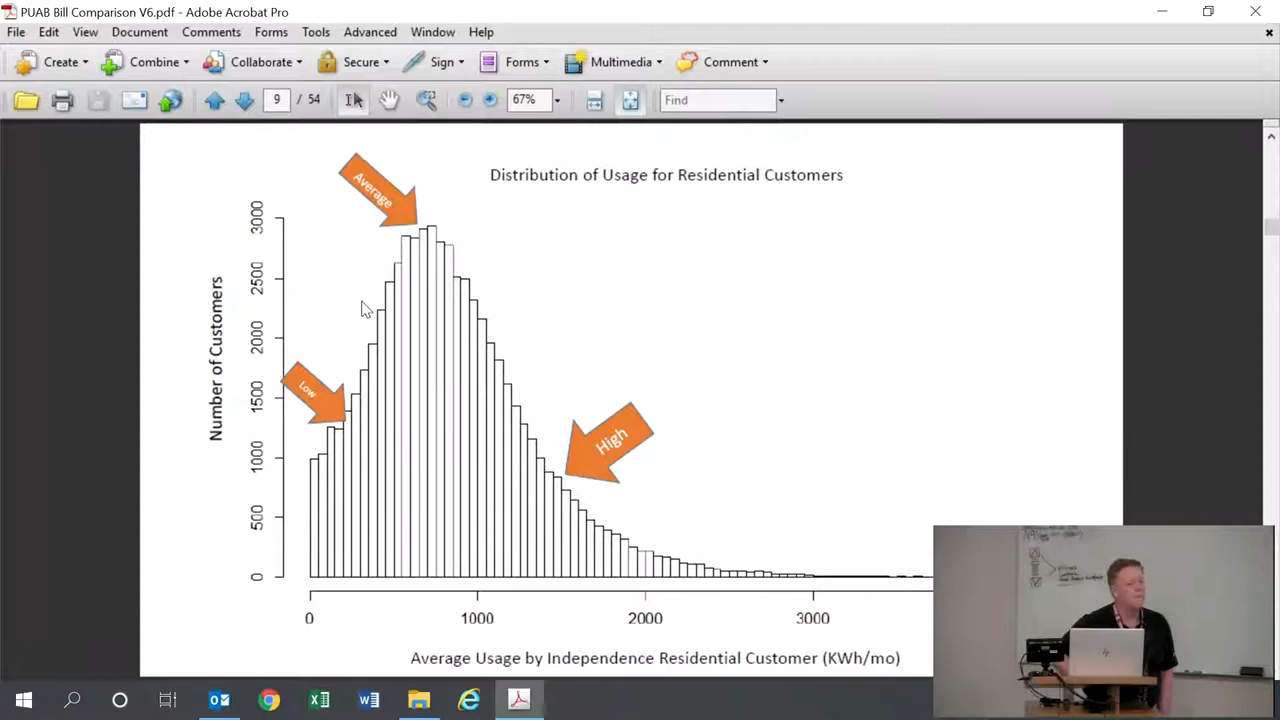 PUAB Bill Comparison V6.pdf - Adobe Acrobat Pro
File Edit View Document Comments Forms Tools Advanced Window Help
Create Combine Collaborate Secure Sign Forms Multimedia Comment
9 / 54 67% Find
Distribution of Usage for Residential Customers
Average
Low
High
Number of Customers
3000
2500
2000
1500
1000
500
0
0 1000 2000 3000
Average Usage by Independence Residential Customer (KWh/mo)